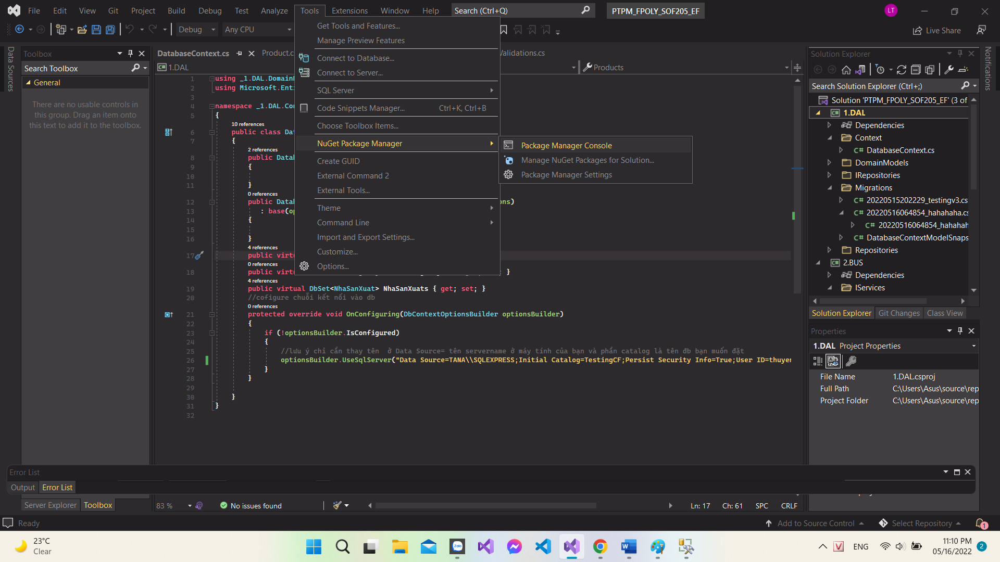 File Edit View Git Project Build Debug Test Analyze Tools Extensions Window Help Search (Ctrl+Q) PTPM_FPOLY_SOF205_EF LT
Debug Any CPU Live Share
Data Sources
Toolbox
Search Toolbox
General
There are no usable controls in
this group. Drag an item onto
this text to add it to the toolbox.
Server Explorer Toolbox
DatabaseContext.cs Product.c Validations.cs
1.DAL Products
Get Tools and Features...
Manage Preview Features
Connect to Database...
Connect to Server...
SQL Server
Code Snippets Manager... Ctrl+K, Ctrl+B
Choose Toolbox Items...
NuGet Package Manager
Create GUID
External Command 2
External Tools...
Theme
Command Line
Import and Export Settings...
Customize...
Options...
Package Manager Console
Manage NuGet Packages for Solution...
Package Manager Settings
1 using _1.DAL.Domain
2 using Microsoft.Enti
3
4 namespace _1.DAL.Con
5 {
10 references
6 public class Dat
7 {
2 references
8 public Datab
9 {
10
11 }
0 references
12 public Datab ons)
13 : base(op
14 {
15
16 }
4 references
17 public virtu
0 references
18 public virtu }
4 references
19 public virtual DbSet<NhaSanXuat> NhaSanXuats { get; set; }
20 //cofigure chuỗi kết nối vào db
0 references
21 protected override void OnConfiguring(DbContextOptionsBuilder optionsBuilder)
22 {
23 if (!optionsBuilder.IsConfigured)
24 {
25 //lưu ý chỉ cần thay tên ở Data Source= tên servername ở máy tính của bạn và phần catalog là tên đb bạn muốn đặt
26 optionsBuilder.UseSqlServer("Data Source=TANA\\SQLEXPRESS;Initial Catalog=TestingCF;Persist Security Info=True;User ID=thuyen
27 }
28 }
29
30 }
31 }
32
83 % No issues found Ln: 17 Ch: 61 SPC CRLF
Solution Explorer
Search Solution Explorer (Ctrl+;)
Solution 'PTPM_FPOLY_SOF205_EF' (3 of
1.DAL
Dependencies
Context
DatabaseContext.cs
DomainModels
IRepositories
Migrations
20220515202229_testingv3.cs
20220516064854_hahahaha.cs
20220516064854_hahahah
DatabaseContextModelSnaps
Repositories
2.BUS
Dependencies
IServices
Solution Explorer Git Changes Class View
Properties
1.DAL Project Properties
File Name 1.DAL.csproj
Full Path C:\Users\Asus\source\rep
Project Folder C:\Users\Asus\source\rep
Notifications
Error List
Output Error List
Ready Add to Source Control Select Repository 1
23°C
Clear
Zalo
ENG
11:10 PM
05/16/2022
2